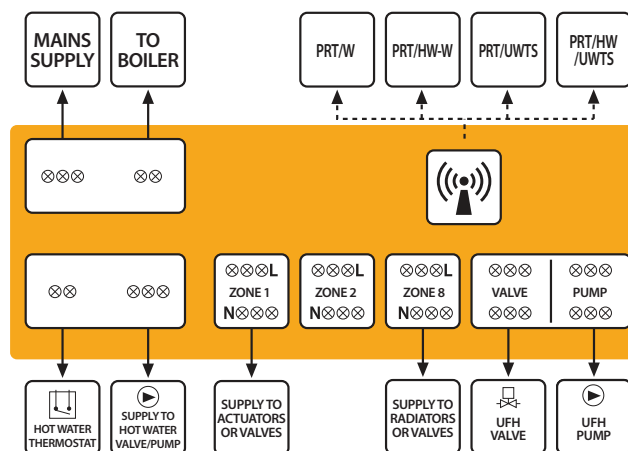 MAINS
SUPPLY
TO
BOILER
PRT/W
PRT/HW-W
PRT/UWTS
PRT/HW
/UWTS
L
ZONE 1
N
L
ZONE 2
N
L
ZONE 8
N
VALVE
PUMP
HOT WATER
THERMOSTAT
SUPPLY TO
HOT WATER
VALVE/PUMP
SUPPLY TO
ACTUATORS
OR VALVES
SUPPLY TO
RADIATORS
OR VALVES
UFH
VALVE
UFH
PUMP